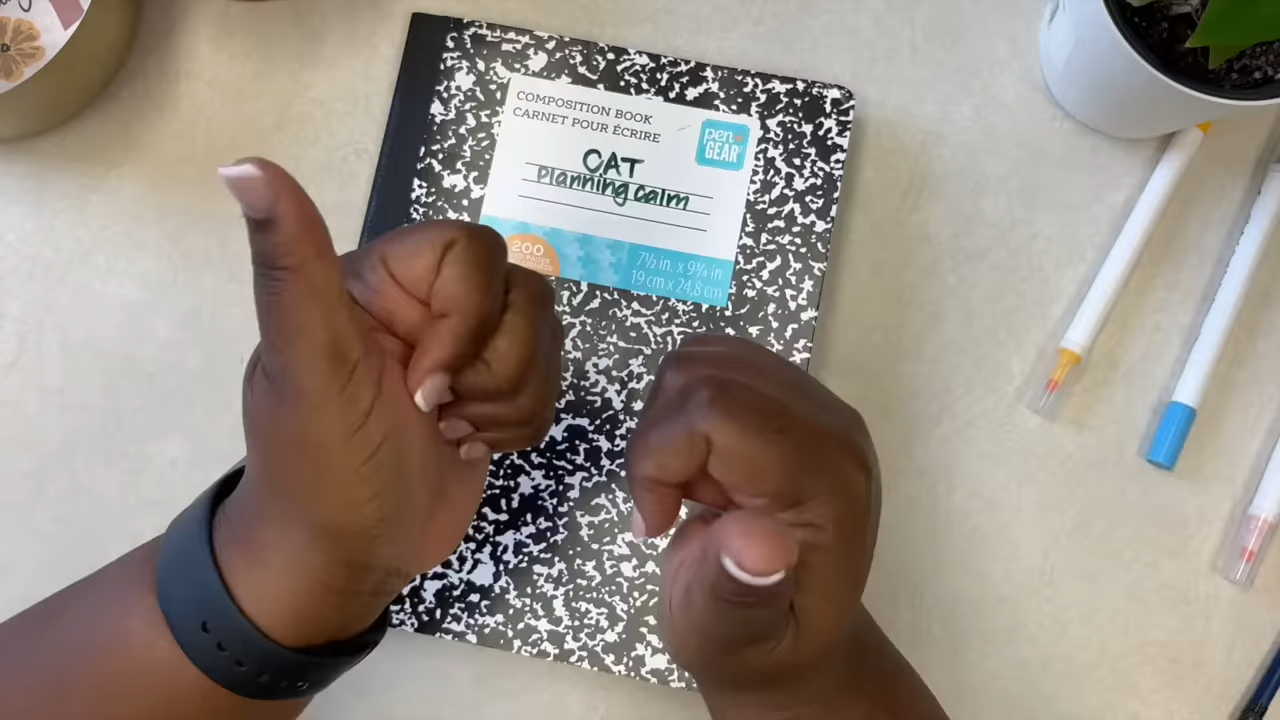 COMPOSITION BOOK
CARNET POUR ÉCRIRE
pen+
GEAR
CAT
Planning calm
200
7½ in. x 9¾ in
19 cm x 24,8 cm